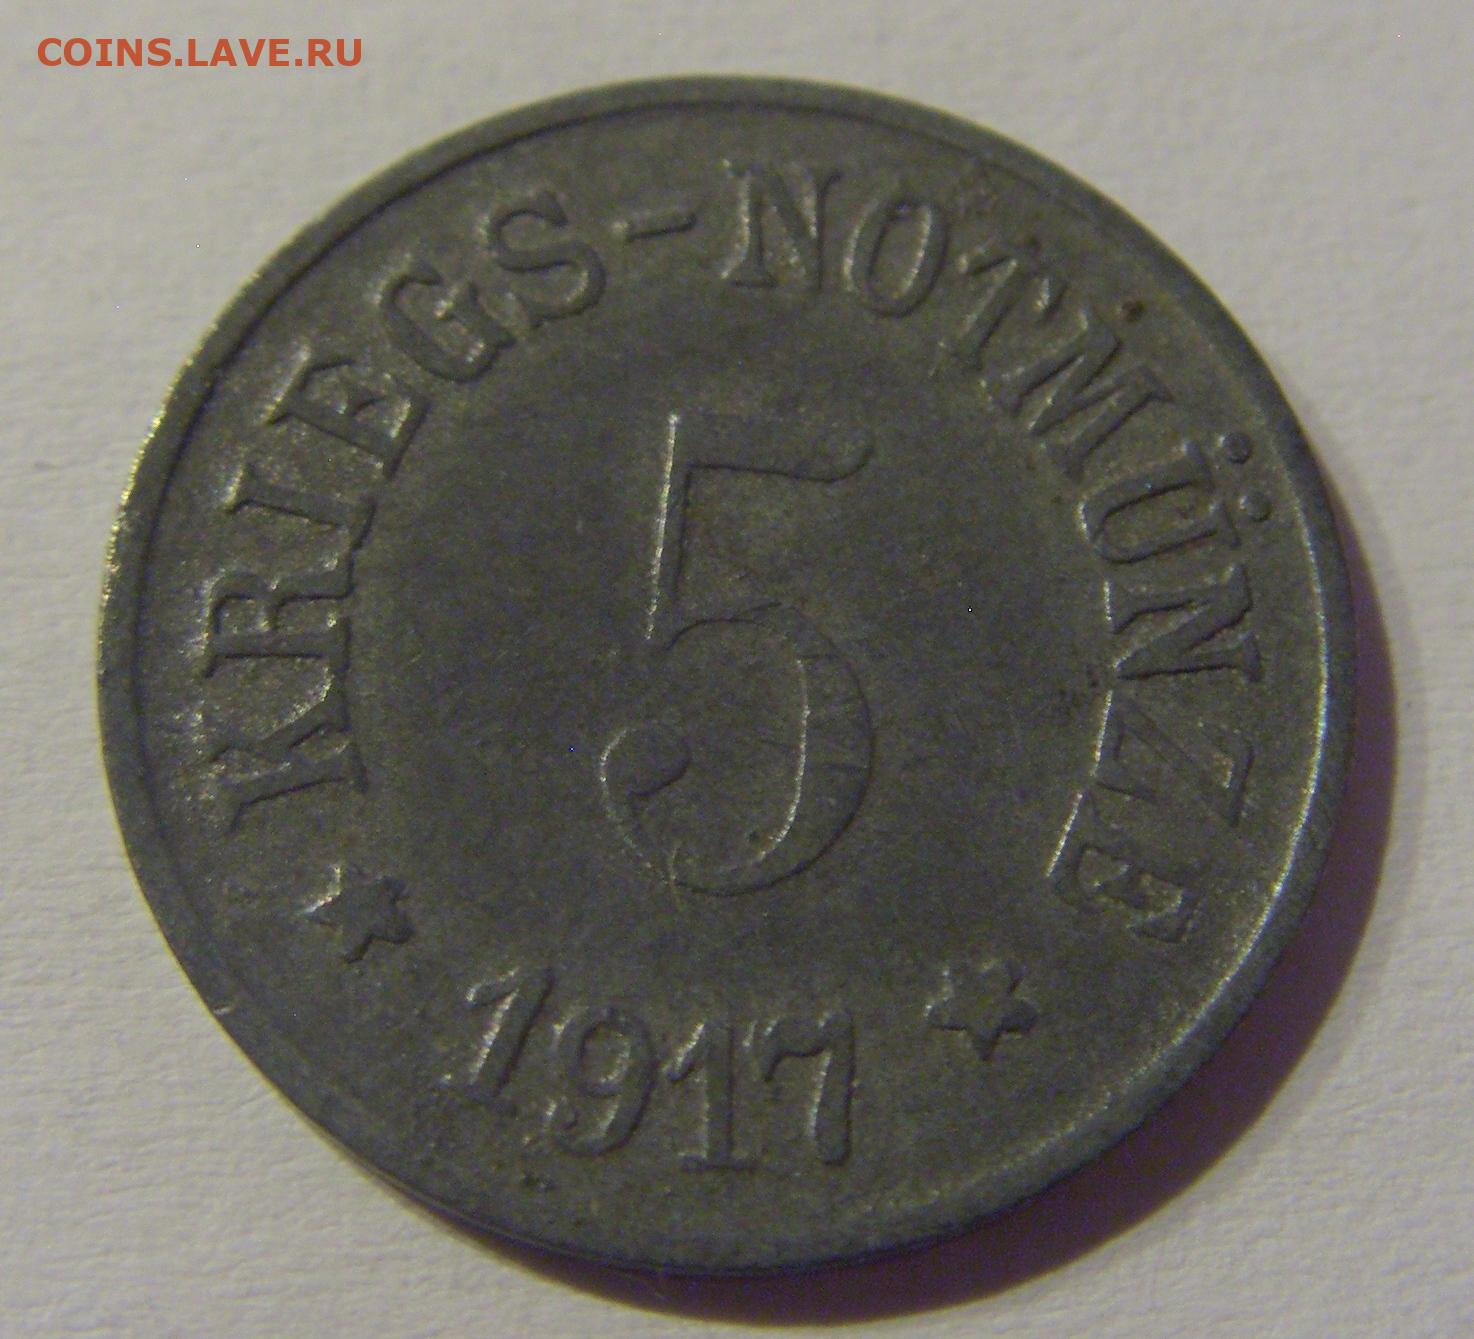 COINS.LAVE.RU
KRIEGS-NOTMÜNZE
5
1917